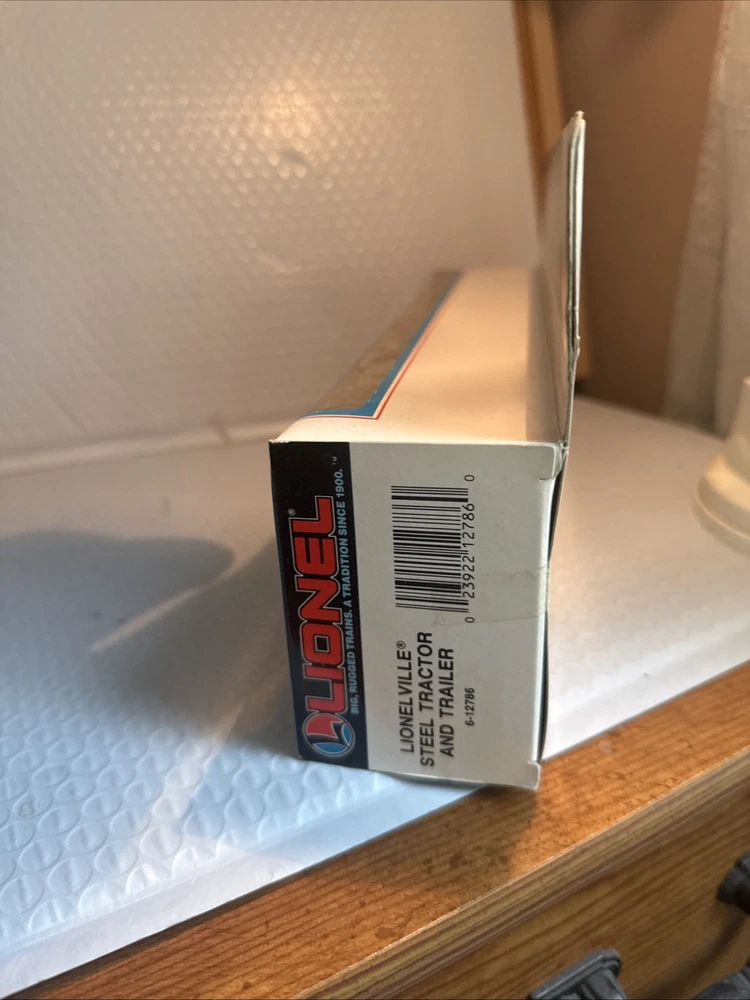 LIONEL®
BIG, RUGGED TRAINS. A TRADITION SINCE 1900.™
0 23922 12786 0
LIONELVILLE®
STEEL TRACTOR
AND TRAILER
6-12786